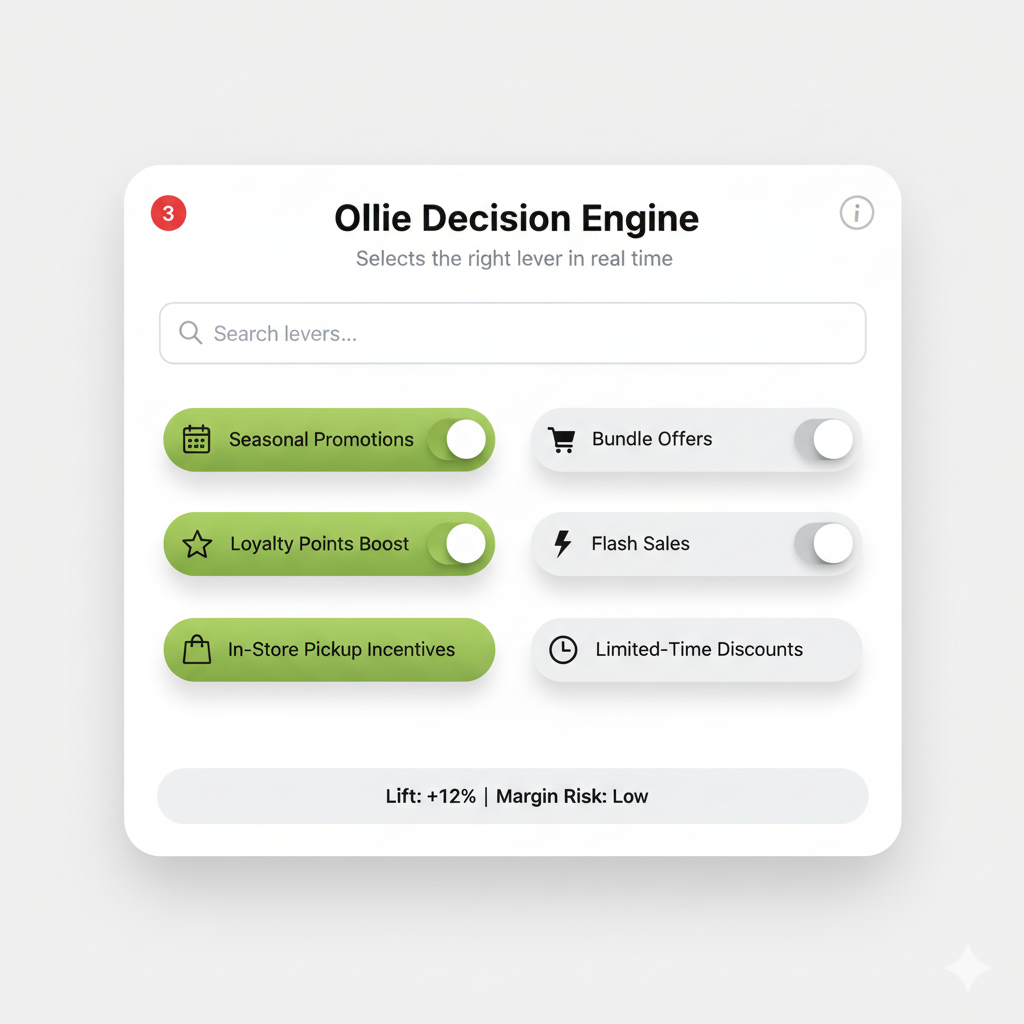 3
Ollie Decision Engine
Selects the right lever in real time
Search levers...
Seasonal Promotions
Bundle Offers
Loyalty Points Boost
Flash Sales
In-Store Pickup Incentives
Limited-Time Discounts
Lift: +12% | Margin Risk: Low